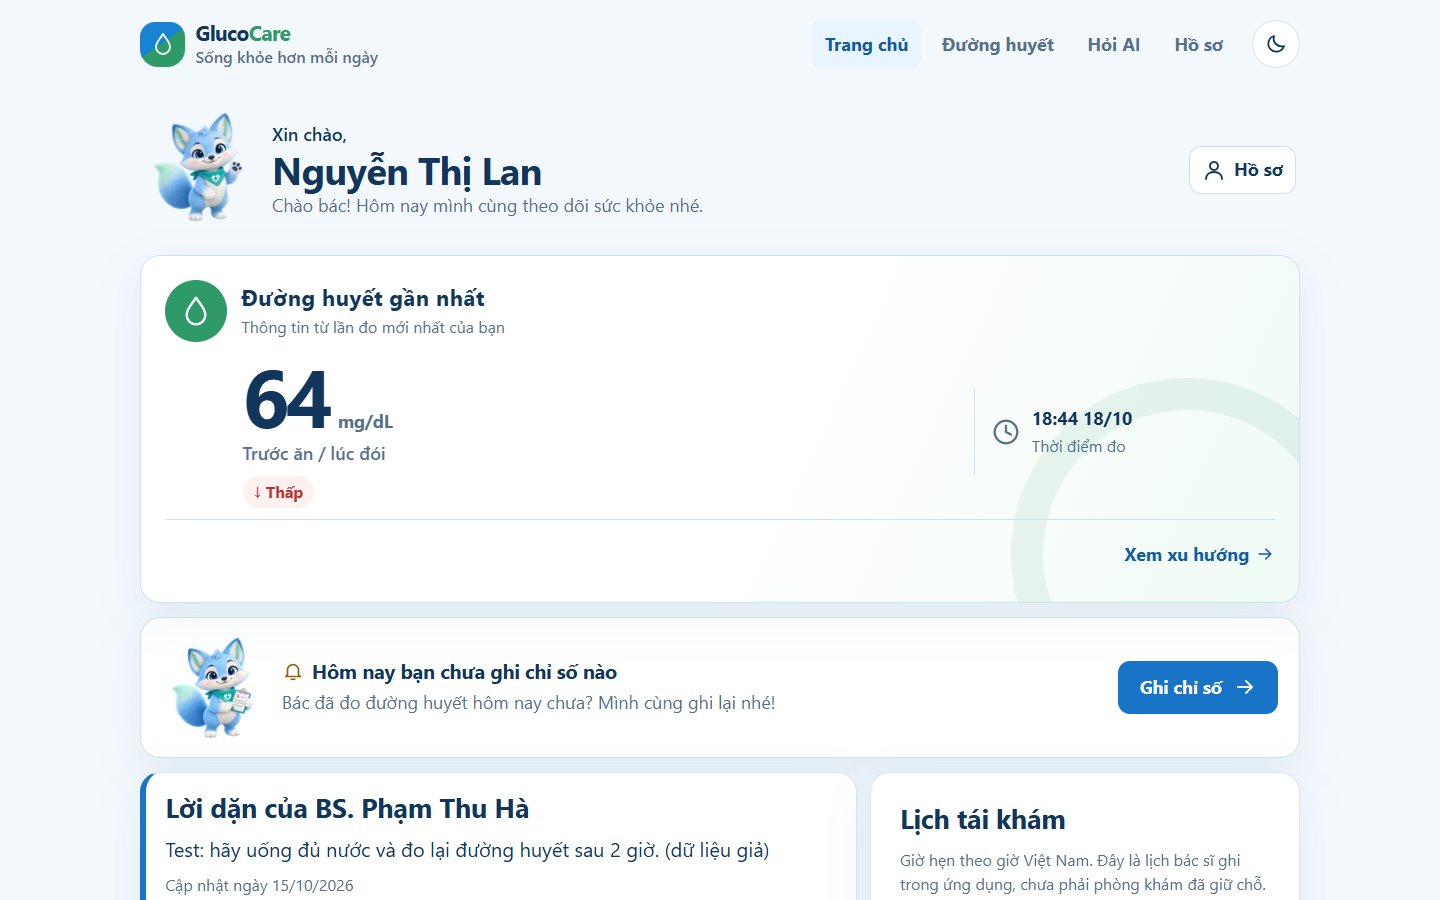 GlucoCare
Sống khỏe hơn mỗi ngày
Trang chủ
Đường huyết
Hỏi AI
Hồ sơ
Xin chào,
Nguyễn Thị Lan
Chào bác! Hôm nay mình cùng theo dõi sức khỏe nhé.
Hồ sơ
Đường huyết gần nhất
Thông tin từ lần đo mới nhất của bạn
64 mg/dL
Trước ăn / lúc đói
↓ Thấp
18:44 18/10
Thời điểm đo
Xem xu hướng →
Hôm nay bạn chưa ghi chỉ số nào
Bác đã đo đường huyết hôm nay chưa? Mình cùng ghi lại nhé!
Ghi chỉ số →
Lời dặn của BS. Phạm Thu Hà
Test: hãy uống đủ nước và đo lại đường huyết sau 2 giờ. (dữ liệu giả)
Cập nhật ngày 15/10/2026
Lịch tái khám
Giờ hẹn theo giờ Việt Nam. Đây là lịch bác sĩ ghi
trong ứng dụng, chưa phải phòng khám đã giữ chỗ.